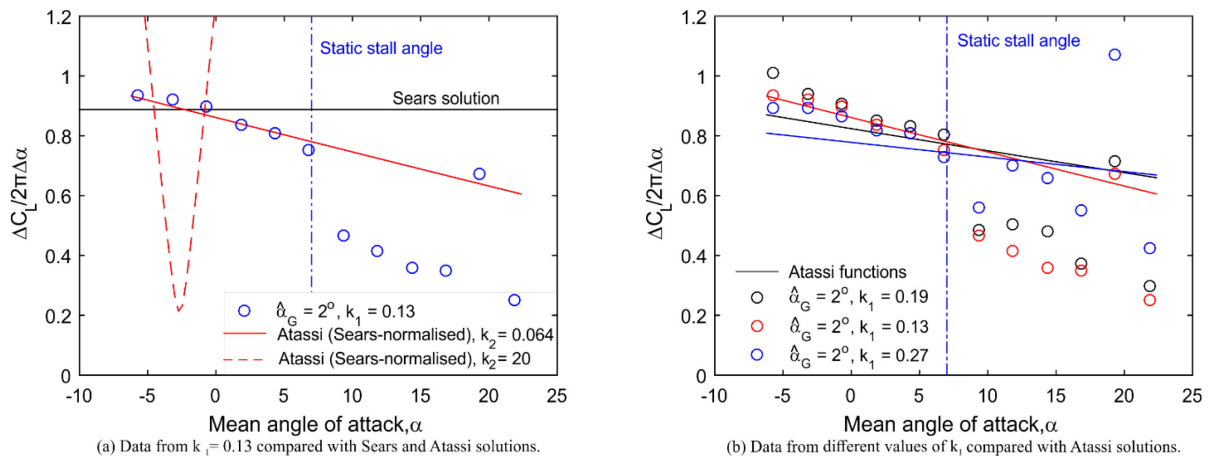 1.2
1
0.8
0.6
0.4
0.2
0
ΔC_L/2πΔα
Static stall angle
Sears solution
α̂_G = 2°, k_1 = 0.13
Atassi (Sears-normalised), k_2 = 0.064
Atassi (Sears-normalised), k_2 = 20
-10 -5 0 5 10 15 20 25
Mean angle of attack,α
(a) Data from k_1= 0.13 compared with Sears and Atassi solutions.
1.2
1
0.8
0.6
0.4
0.2
0
ΔC_L/2πΔα
Static stall angle
Atassi functions
α̂_G = 2°, k_1 = 0.19
α̂_G = 2°, k_1 = 0.13
α̂_G = 2°, k_1 = 0.27
-10 -5 0 5 10 15 20 25
Mean angle of attack,α
(b) Data from different values of k_1 compared with Atassi solutions.